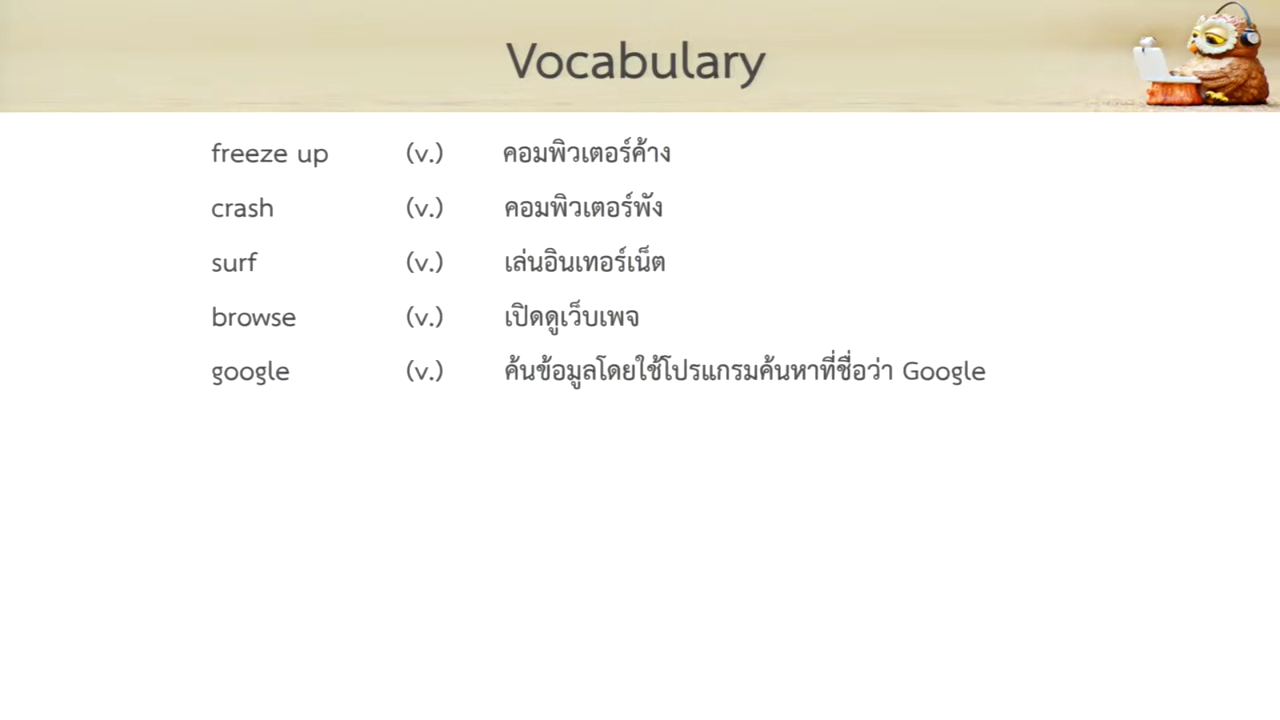 Vocabulary
freeze up (v.) คอมพิวเตอร์ค้าง
crash (v.) คอมพิวเตอร์พัง
surf (v.) เล่นอินเทอร์เน็ต
browse (v.) เปิดดูเว็บเพจ
google (v.) ค้นข้อมูลโดยใช้โปรแกรมค้นหาที่ชื่อว่า Google